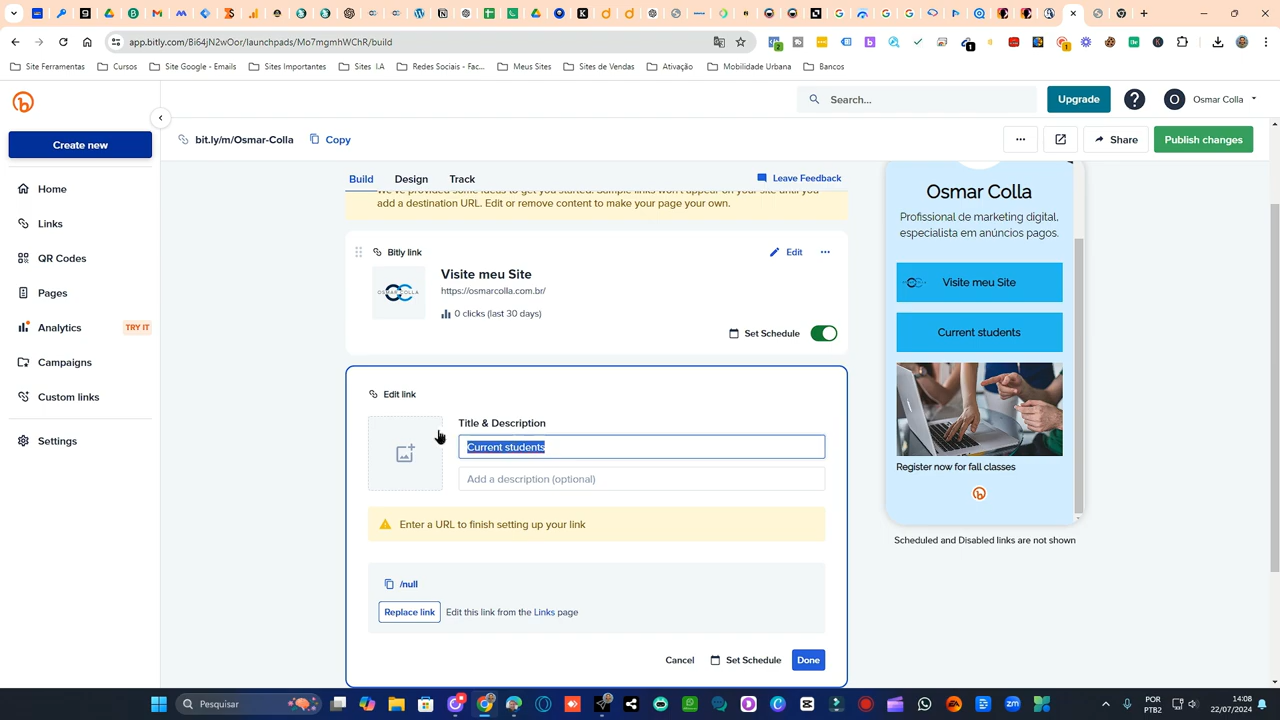 app.bitly.com/Bi64jN2wOor/launchpads/Mo7mgmhWChR/build
Site Ferramentas
Cursos
Site Google - Emails
Sites Importantes
Sites I.A
Redes Sociais - Fac...
Meus Sites
Sites de Vendas
Ativação
Mobilidade Urbana
Bancos
Search...
Upgrade
?
O
Osmar Colla
Create new
bit.ly/m/Osmar-Colla
Copy
Share
Publish changes
Home
Links
QR Codes
Pages
Analytics
TRY IT
Campaigns
Custom links
Settings
Build
Design
Track
Leave Feedback
We've provided some ideas to get you started. Sample links won't appear on your site until you
add a destination URL. Edit or remove content to make your page your own.
Bitly link
Edit
OSMAR COLLA
Visite meu Site
https://osmarcolla.com.br/
0 clicks (last 30 days)
Set Schedule
Edit link
Title & Description
Current students
Add a description (optional)
Enter a URL to finish setting up your link
/null
Replace link
Edit this link from the Links page
Cancel
Set Schedule
Done
Osmar Colla
Profissional de marketing digital,
especialista em anúncios pagos.
Visite meu Site
Current students
Register now for fall classes
Scheduled and Disabled links are not shown
Pesquisar
POR
PTB2
14:08
22/07/2024